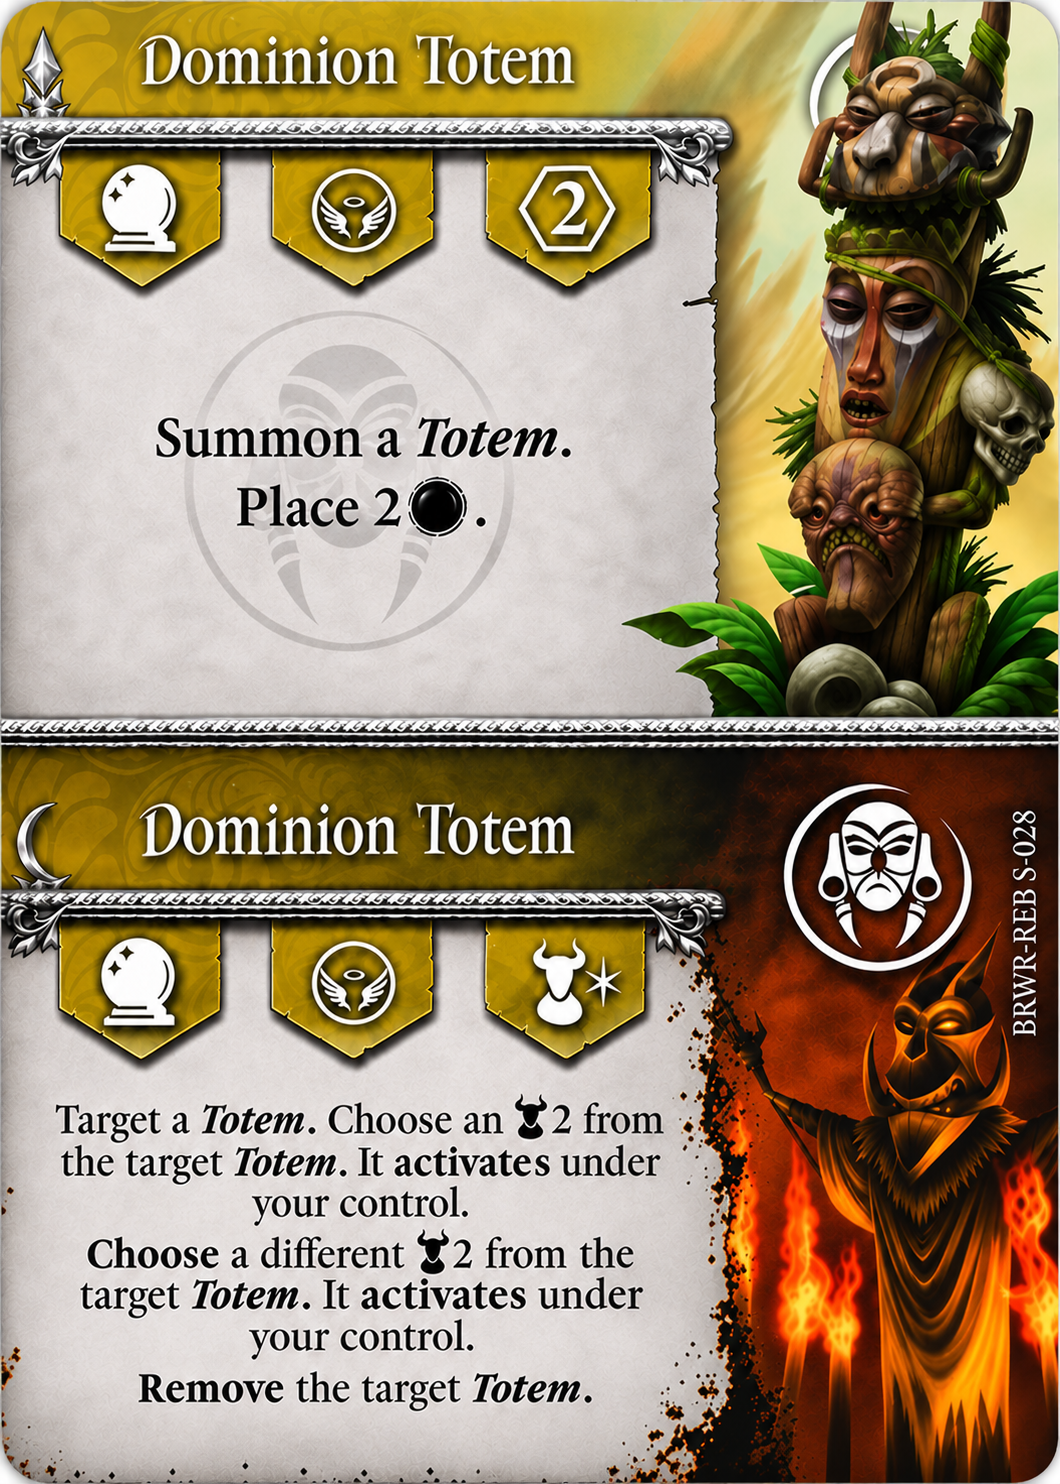 Dominion Totem
2
Summon a Totem.
Place 2 .
Dominion Totem
BRWR-REB S-028
Target a Totem. Choose an 2 from
the target Totem. It activates under
your control.
Choose a different 2 from the
target Totem. It activates under
your control.
Remove the target Totem.